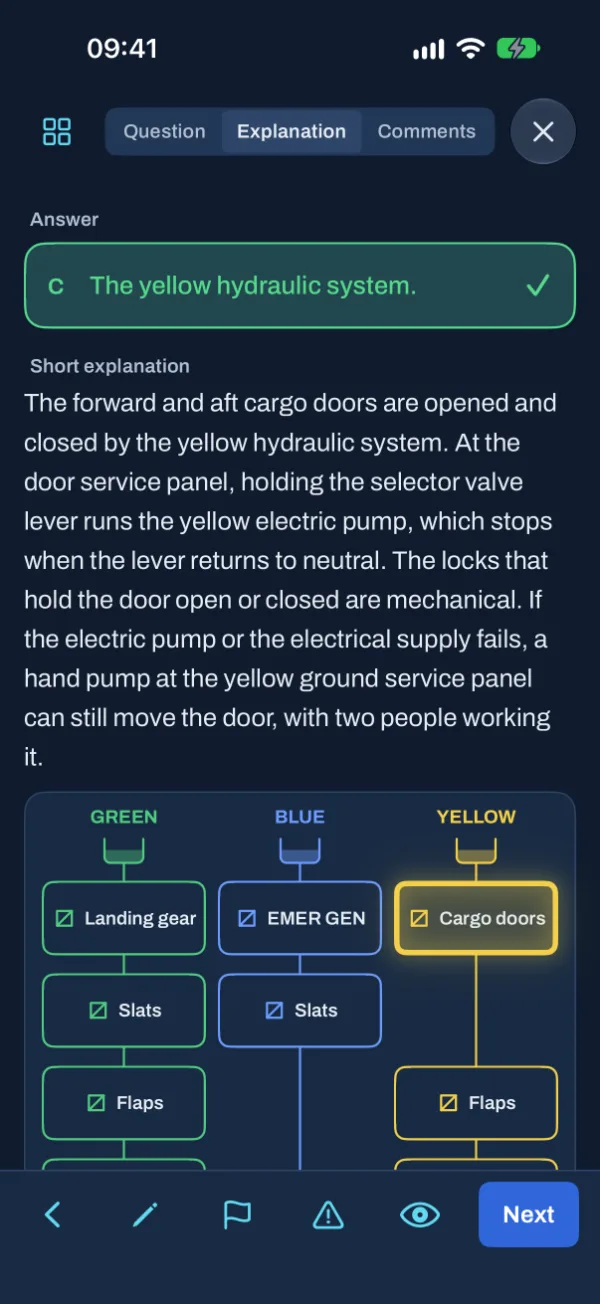 09:41
Question Explanation Comments
Answer
C The yellow hydraulic system.
Short explanation
The forward and aft cargo doors are opened and
closed by the yellow hydraulic system. At the
door service panel, holding the selector valve
lever runs the yellow electric pump, which stops
when the lever returns to neutral. The locks that
hold the door open or closed are mechanical. If
the electric pump or the electrical supply fails, a
hand pump at the yellow ground service panel
can still move the door, with two people working
it.
GREEN BLUE YELLOW
Landing gear EMER GEN Cargo doors
Slats Slats
Flaps Flaps
Next